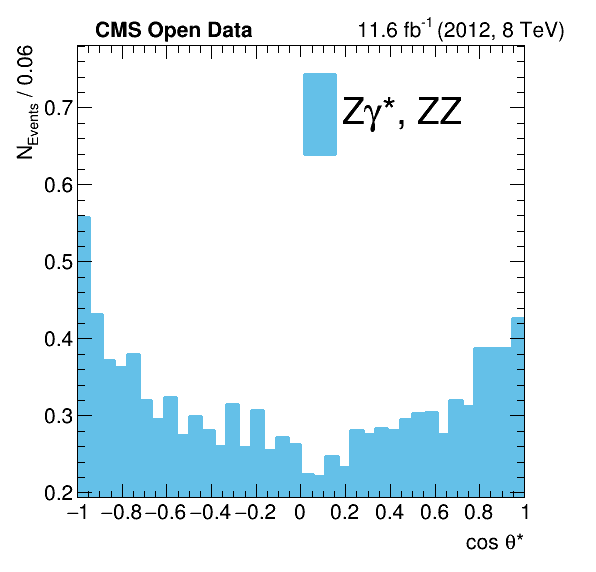 CMS Open Data 11.6 fb⁻¹ (2012, 8 TeV)
N_Events / 0.06
Zγ*, ZZ
0.7
0.6
0.5
0.4
0.3
0.2
−1 −0.8 −0.6 −0.4 −0.2 0 0.2 0.4 0.6 0.8 1
cos θ*